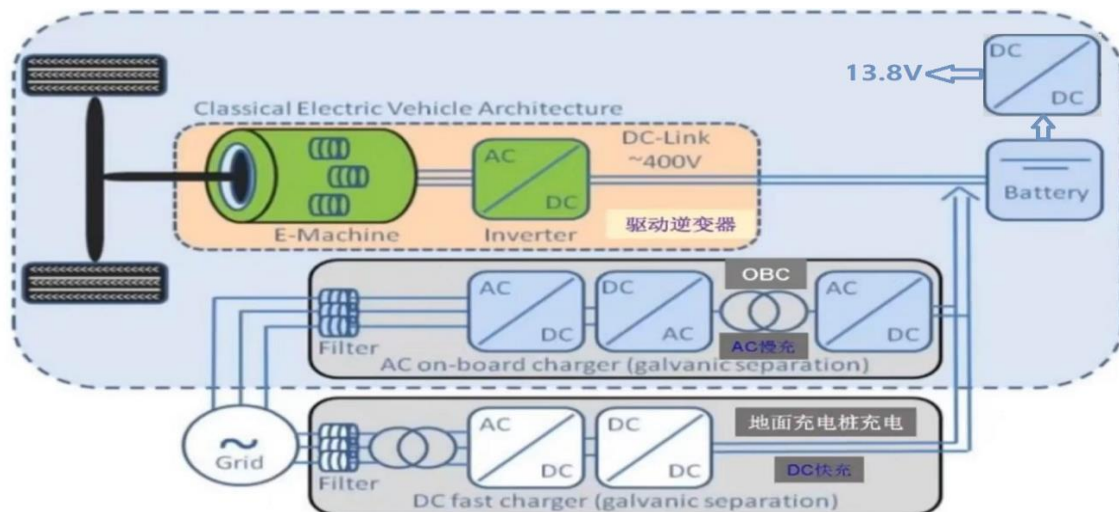 DC
DC
13.8V
Classical Electric Vehicle Architecture
DC-Link
~400V
AC
DC
Battery
E-Machine
Inverter
驱动逆变器
OBC
AC
DC
DC
AC
AC
DC
Filter
AC慢充
AC on-board charger (galvanic separation)
AC
DC
DC
DC
地面充电桩充电
~
Grid
Filter
DC快充
DC fast charger (galvanic separation)